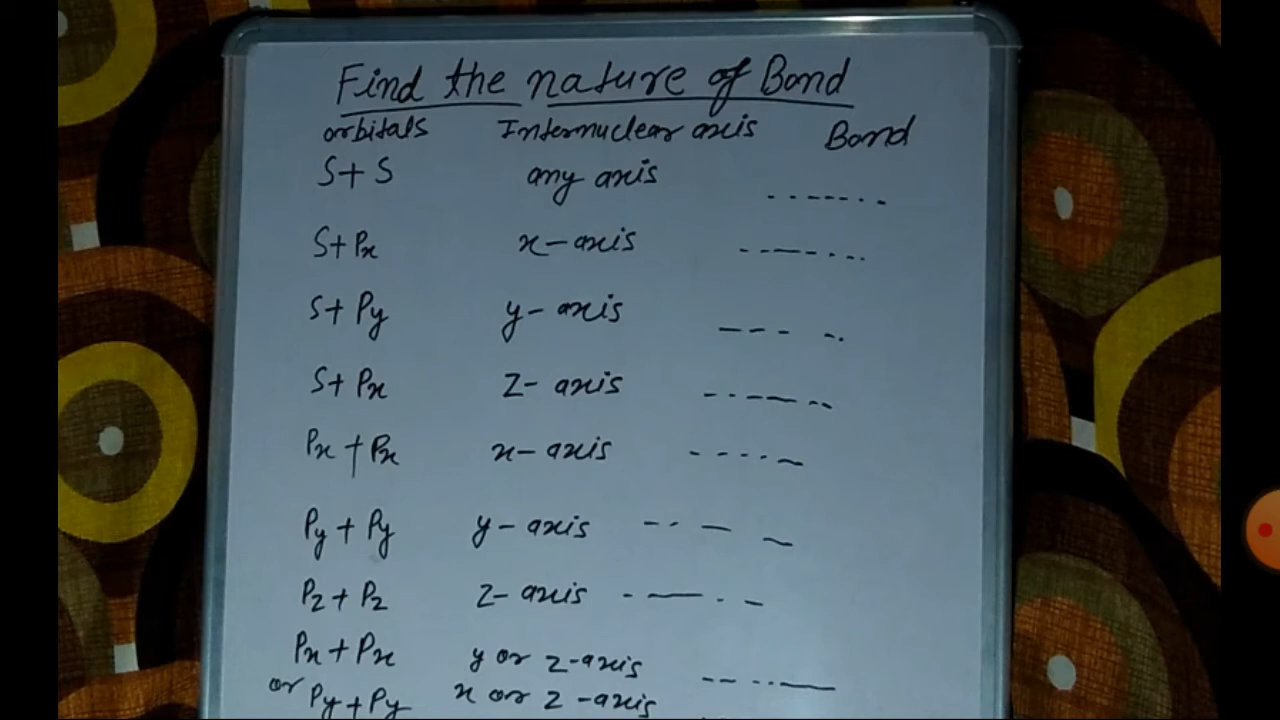 Find the nature of Bond
orbitals Internuclear axis Bond
S+ S any axis ------
S+Px x-axis ------
S+ Py y-axis ------
S+ Px Z-axis ------
Px + Px x-axis -----
Py + Py y-axis -----
Pz + Pz Z-axis ----
Px + Px y or z-axis -----
or Py + Py x or z-axis